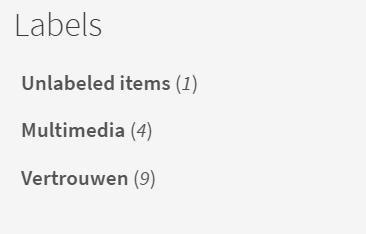 Labels
Unlabeled items (1)
Multimedia (4)
Vertrouwen (9)